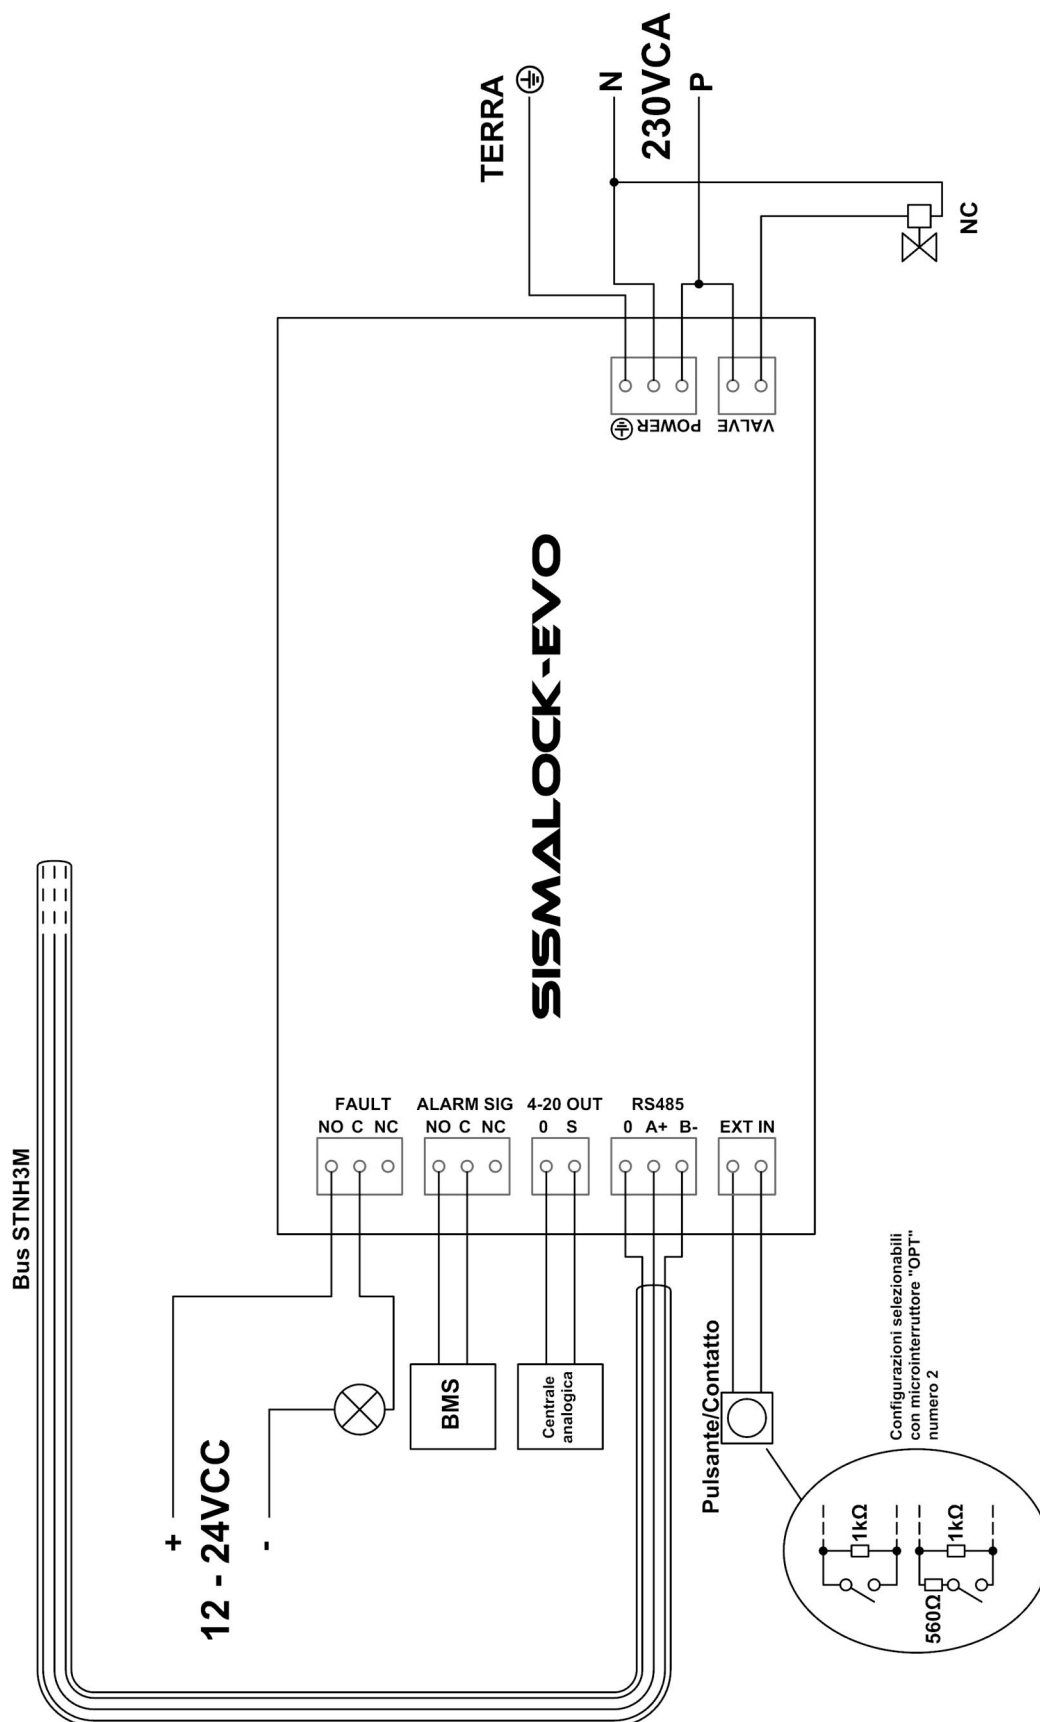 TERRA
N
230VCA
P
NC
POWER
VALVE
SISMALOCK-EVO
Bus STNH3M
FAULT
NO C NC
ALARM SIG
NO C NC
4-20 OUT
0 S
RS485
0 A+ B-
EXT IN
+
12 - 24VCC
-
BMS
Centrale
analogica
Pulsante/Contatto
Configurazioni selezionabili
con microinterruttore "OPT"
numero 2
1kΩ
1kΩ
560Ω